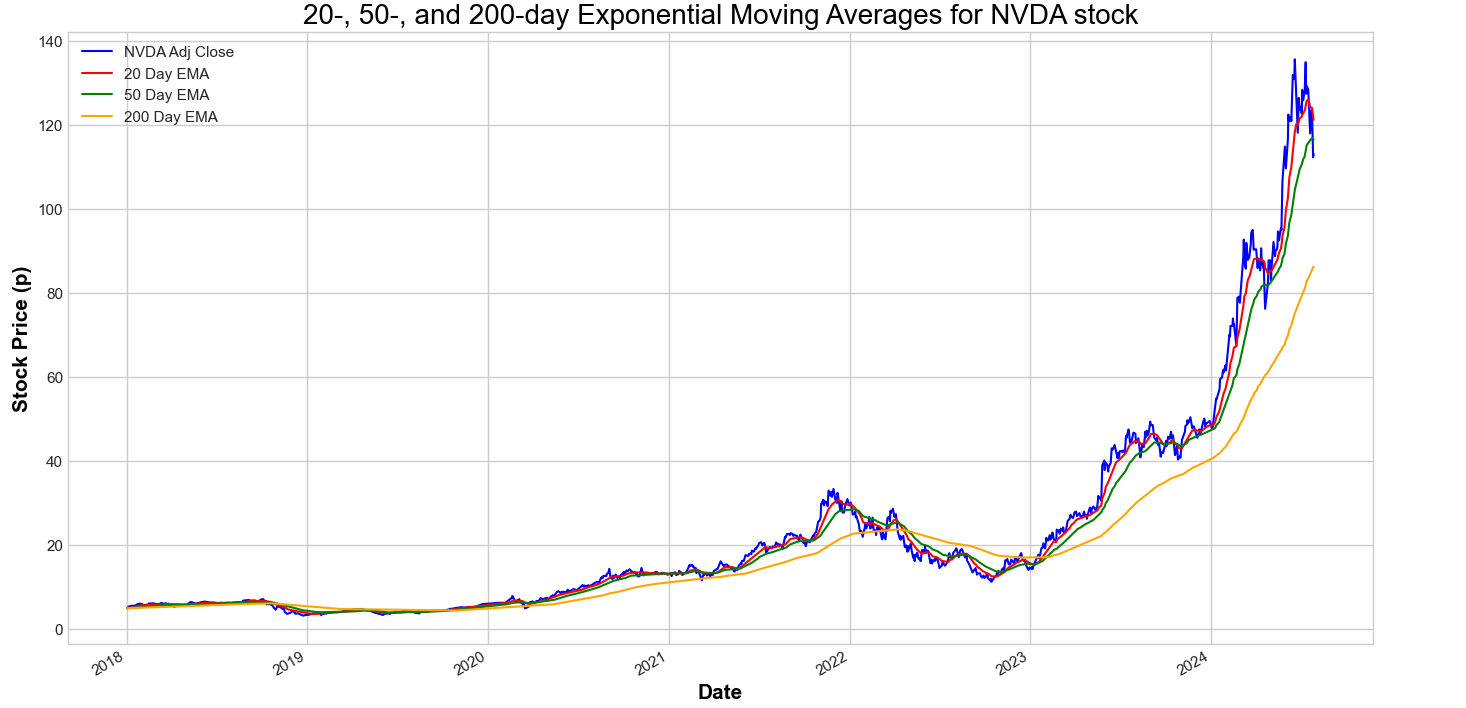 20-, 50-, and 200-day Exponential Moving Averages for NVDA stock
NVDA Adj Close
20 Day EMA
50 Day EMA
200 Day EMA
Stock Price (p)
140
120
100
80
60
40
20
0
2018
2019
2020
2021
2022
2023
2024
Date